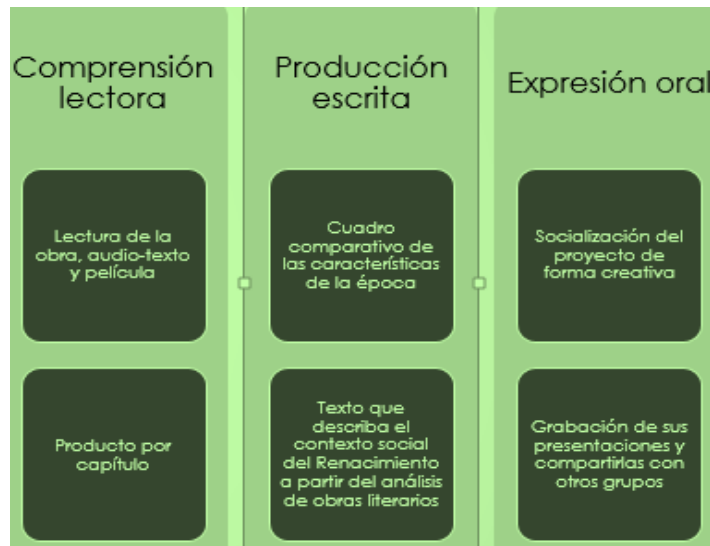 Comprensión
lectora
Lectura de la
obra, audio-texto
y película
Producto por
capítulo
Producción
escrita
Cuadro
comparativo de
las características
de la época
Texto que
describa el
contexto social
del Renacimiento
a partir del análisis
de obras literarios
Expresión oral
Socialización del
proyecto de
forma creativa
Grabación de sus
presentaciones y
compartirlas con
otros grupos